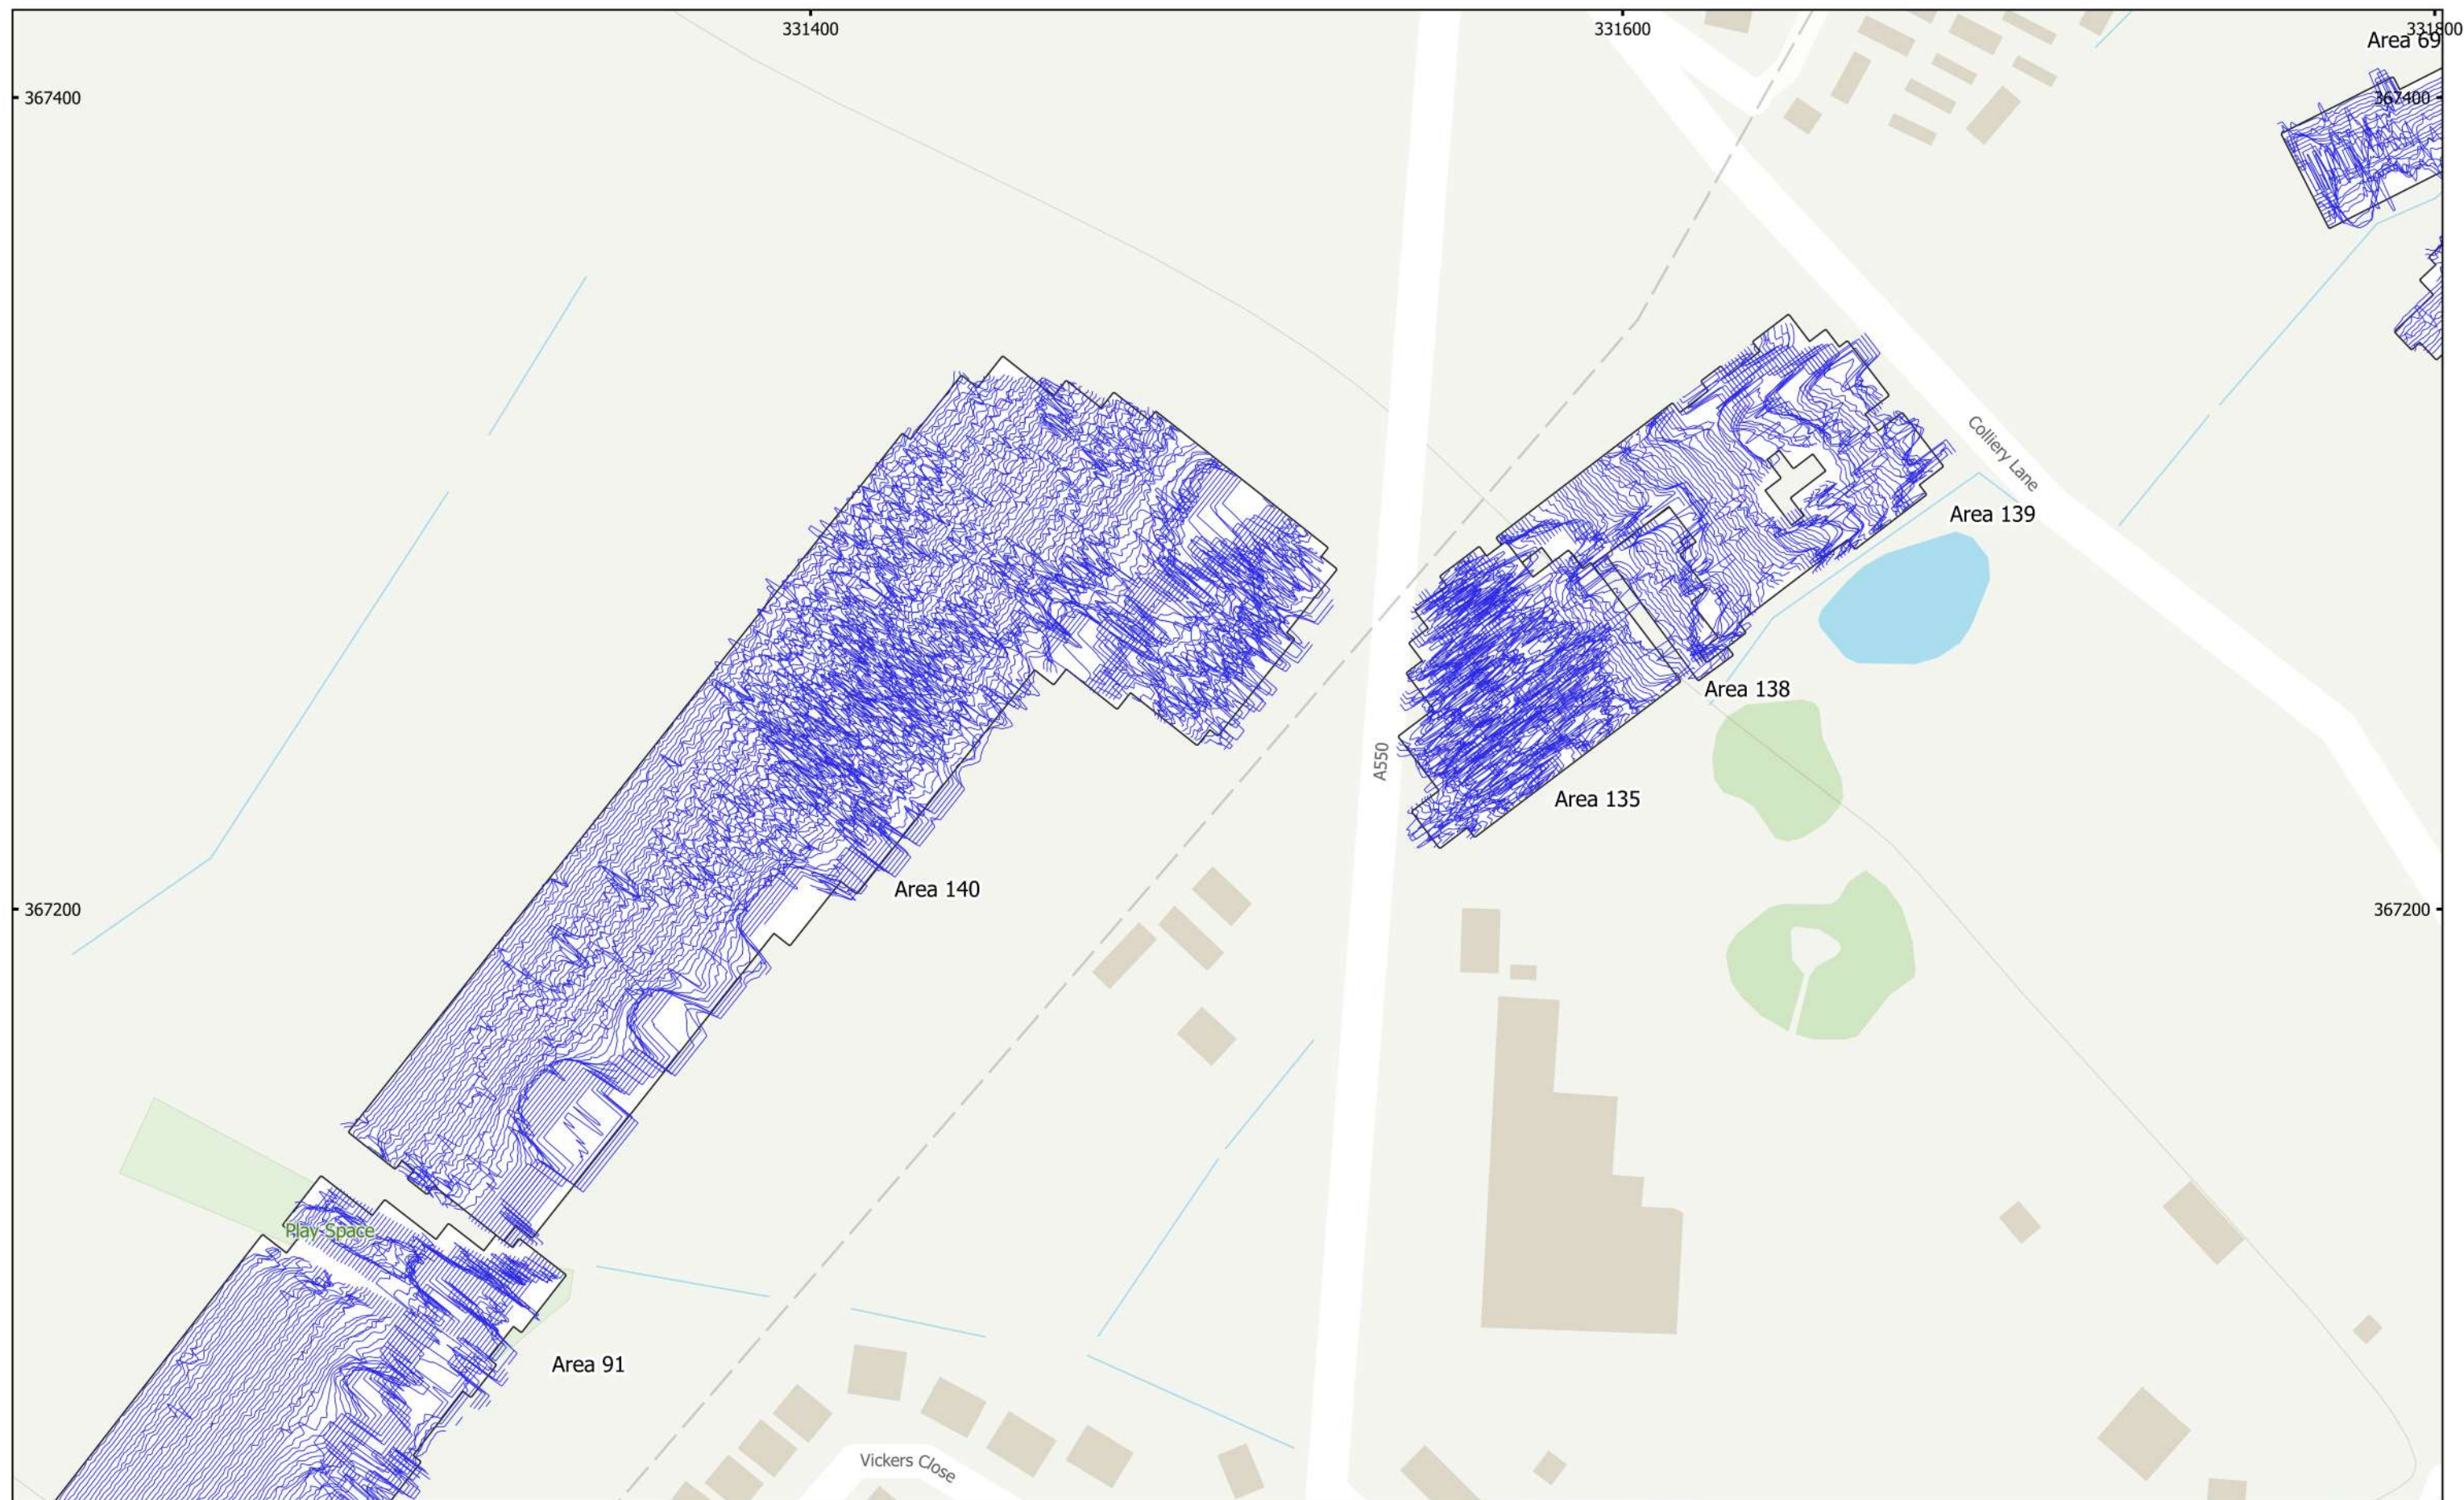 331400
331600
331800
Area 69
367400
367400
Colliery Lane
Area 139
Area 138
A550
Area 135
Area 140
367200
367200
Play Space
Area 91
Vickers Close